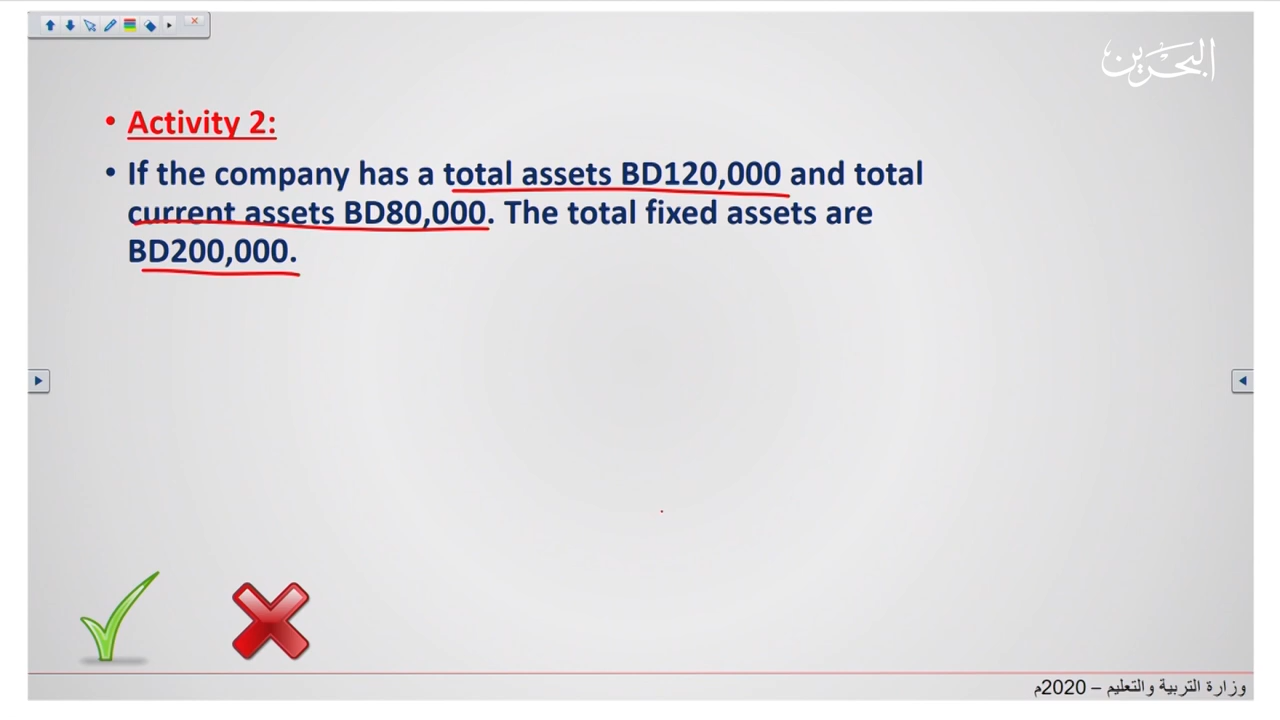 البحرين
• Activity 2:
• If the company has a total assets BD120,000 and total
current assets BD80,000. The total fixed assets are
BD200,000.
وزارة التربية والتعليم – 2020م